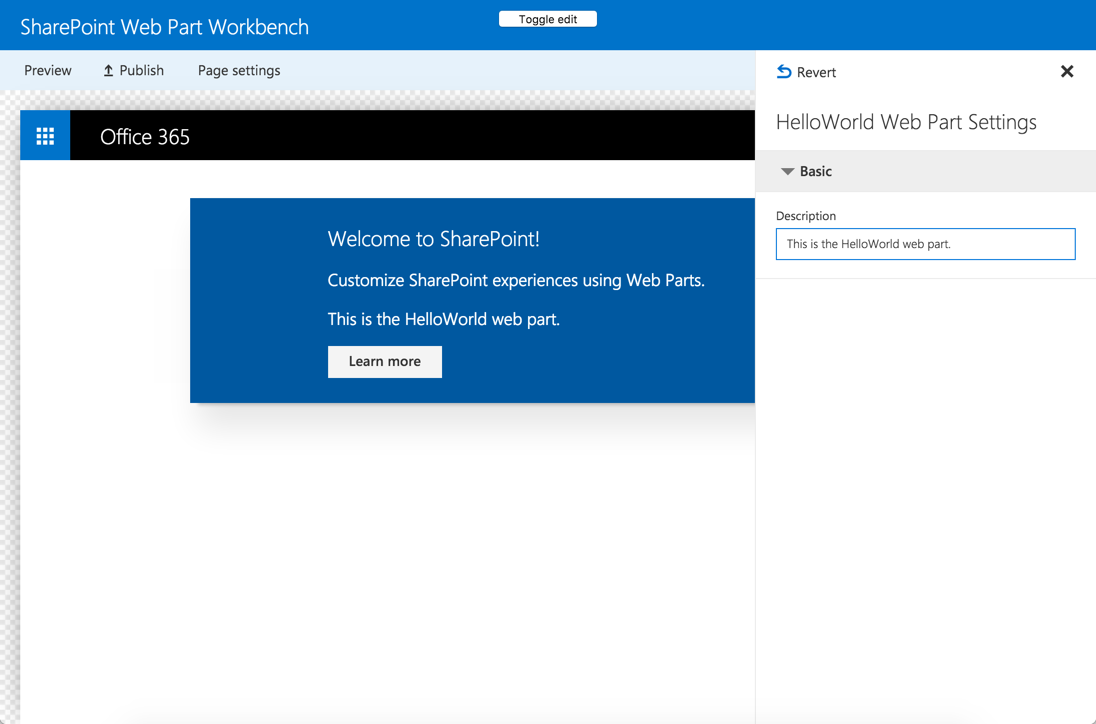 SharePoint Web Part Workbench
Toggle edit
Preview
Publish
Page settings
Office 365
Welcome to SharePoint!
Customize SharePoint experiences using Web Parts.
This is the HelloWorld web part.
Learn more
Revert
HelloWorld Web Part Settings
Basic
Description
This is the HelloWorld web part.